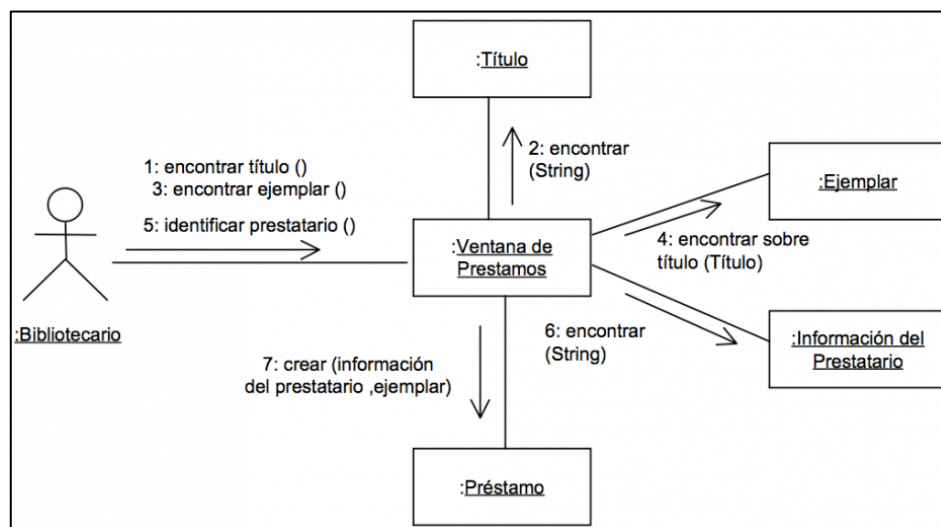 :Título
1: encontrar título ()
3: encontrar ejemplar ()
5: identificar prestatario ()
2: encontrar
(String)
:Ejemplar
:Ventana de
Prestamos
4: encontrar sobre
título (Título)
:Bibliotecario
6: encontrar
(String)
:Información del
Prestatario
7: crear (información
del prestatario ,ejemplar)
:Préstamo